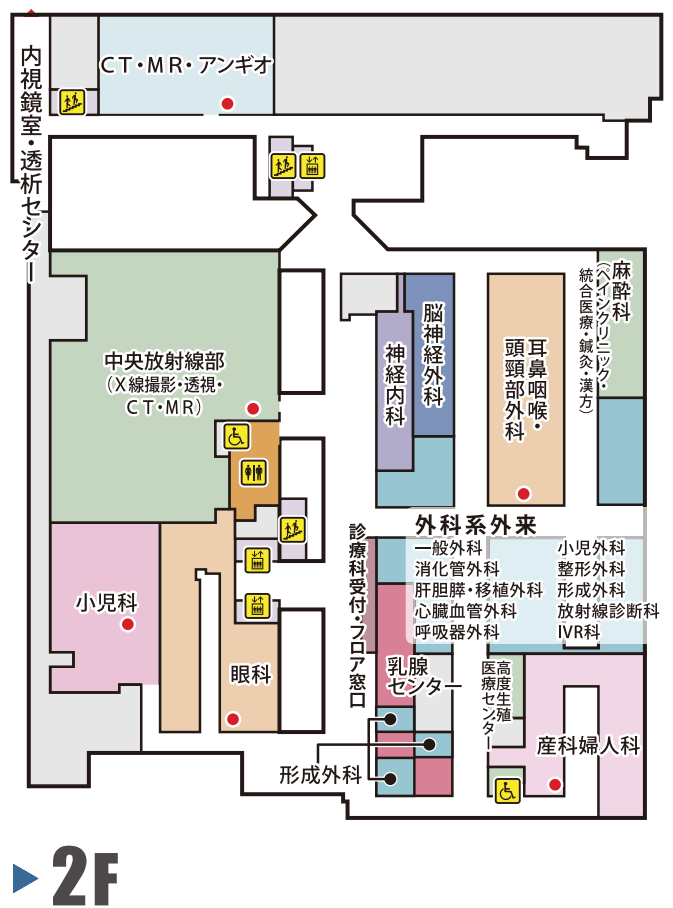 内視鏡室・透析センター
CT・MR・アンギオ
中央放射線部
（X線撮影・透視・
CT・MR）
神経内科
脳神経外科
耳鼻咽喉・
頭頸部外科
麻酔科
（ペインクリニック・
統合医療・鍼灸・漢方）
小児科
眼科
診療科受付・フロア窓口
外科系外来
一般外科
消化管外科
肝胆膵・移植外科
心臓血管外科
呼吸器外科
小児外科
整形外科
形成外科
放射線診断科
IVR科
乳腺
センター
高度生殖
医療センター
産科婦人科
形成外科
2F